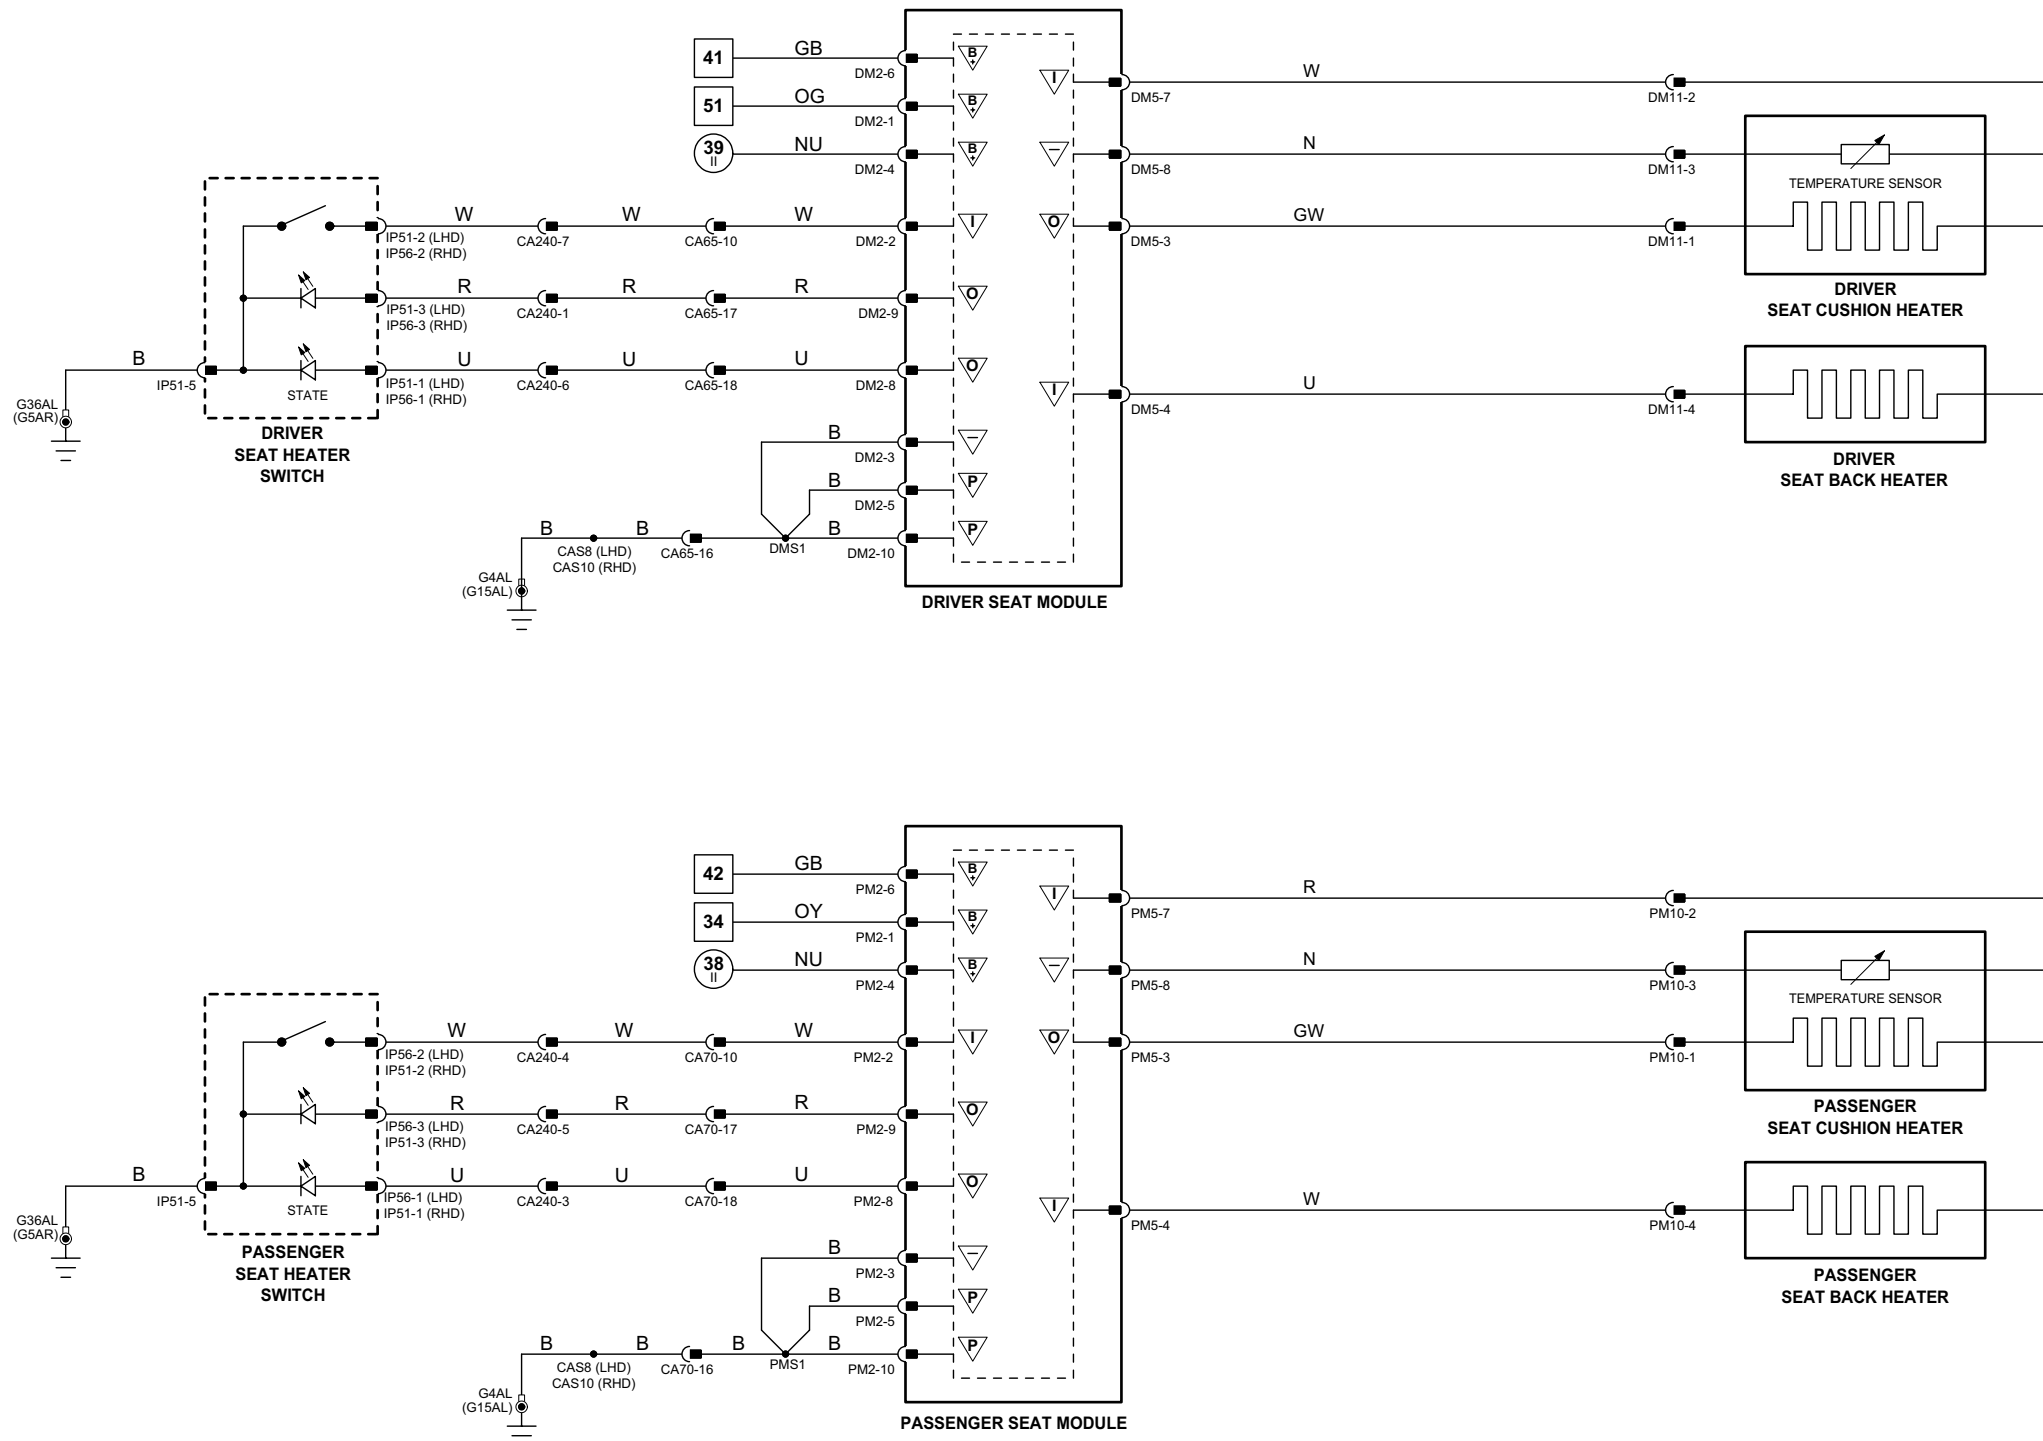 41
GB
DM2-6
B
+
I
W
DM5-7
DM11-2
51
OG
DM2-1
B
+
39
II
NU
DM2-4
B
+
–
N
DM5-8
DM11-3
TEMPERATURE SENSOR
W
W
W
IP51-2 (LHD)
IP56-2 (RHD)
CA240-7
CA65-10
DM2-2
I
O
GW
DM5-3
DM11-1
DRIVER
SEAT CUSHION HEATER
R
R
R
IP51-3 (LHD)
IP56-3 (RHD)
CA240-1
CA65-17
DM2-9
O
B
IP51-5
STATE
U
U
U
IP51-1 (LHD)
IP56-1 (RHD)
CA240-6
CA65-18
DM2-8
O
I
U
DM5-4
DM11-4
G36AL
(G5AR)
DRIVER
SEAT HEATER
SWITCH
DRIVER
SEAT BACK HEATER
B
DM2-3
–
B
DM2-5
P
B
B
B
CAS8 (LHD)
CAS10 (RHD)
CA65-16
DMS1
DM2-10
P
G4AL
(G15AL)
DRIVER SEAT MODULE
42
GB
PM2-6
B
+
I
R
PM5-7
PM10-2
34
OY
PM2-1
B
+
38
II
NU
PM2-4
B
+
–
N
PM5-8
PM10-3
TEMPERATURE SENSOR
W
W
W
IP56-2 (LHD)
IP51-2 (RHD)
CA240-4
CA70-10
PM2-2
I
O
GW
PM5-3
PM10-1
PASSENGER
SEAT CUSHION HEATER
R
R
R
IP56-3 (LHD)
IP51-3 (RHD)
CA240-5
CA70-17
PM2-9
O
B
IP51-5
STATE
U
U
U
IP56-1 (LHD)
IP51-1 (RHD)
CA240-3
CA70-18
PM2-8
O
I
W
PM5-4
PM10-4
G36AL
(G5AR)
PASSENGER
SEAT HEATER
SWITCH
PASSENGER
SEAT BACK HEATER
B
PM2-3
–
B
PM2-5
P
B
B
B
B
CAS8 (LHD)
CAS10 (RHD)
CA70-16
PMS1
PM2-10
P
G4AL
(G15AL)
PASSENGER SEAT MODULE